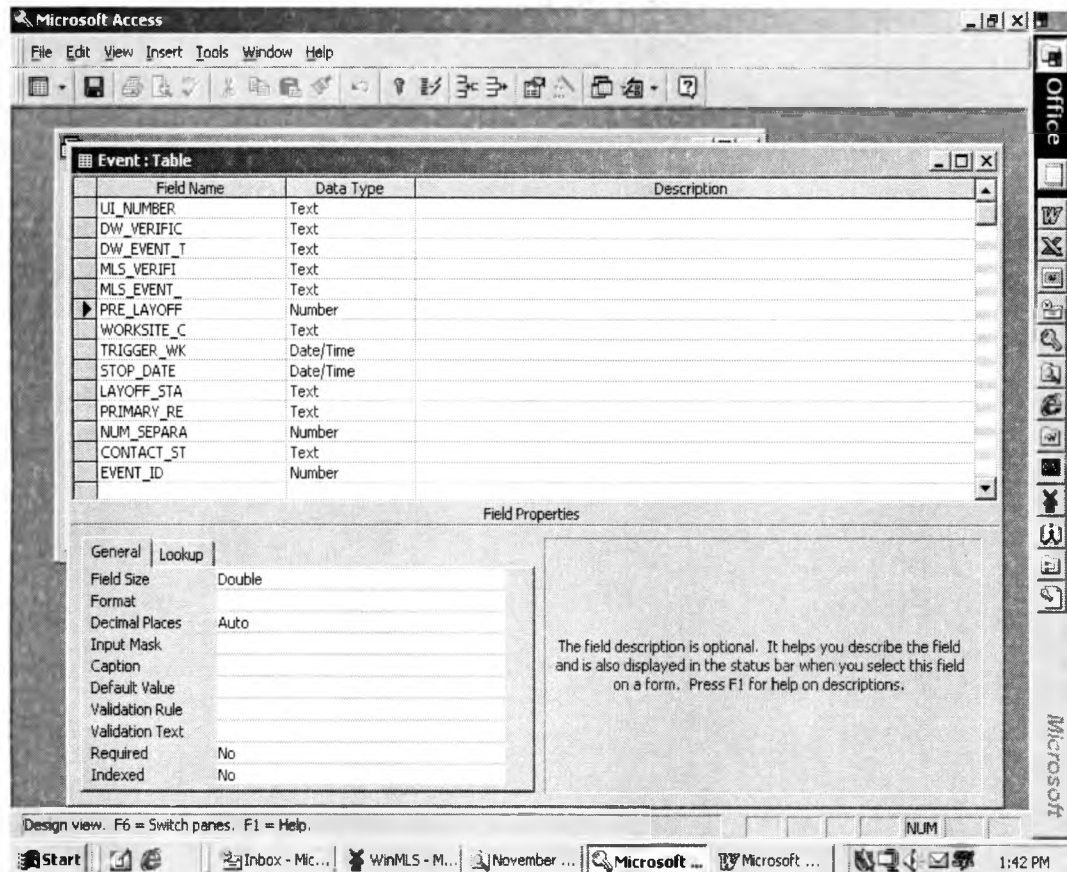 Microsoft Access
File Edit View Insert Tools Window Help
Event : Table
Field Name Data Type Description
UI_NUMBER Text
DW_VERIFIC Text
DW_EVENT_T Text
MLS_VERIFI Text
MLS_EVENT_ Text
PRE_LAYOFF Number
WORKSITE_C Text
TRIGGER_WK Date/Time
STOP_DATE Date/Time
LAYOFF_STA Text
PRIMARY_RE Text
NUM_SEPARA Number
CONTACT_ST Text
EVENT_ID Number
Field Properties
General Lookup
Field Size Double
Format
Decimal Places Auto
Input Mask
Caption
Default Value
Validation Rule
Validation Text
Required No
Indexed No
The field description is optional. It helps you describe the field
and is also displayed in the status bar when you select this field
on a form. Press F1 for help on descriptions.
Design view. F6 = Switch panes. F1 = Help.
NUM
Start Inbox - Mic... WinMLS - M... November ... Microsoft ... Microsoft ... 1:42 PM
Office
Microsoft